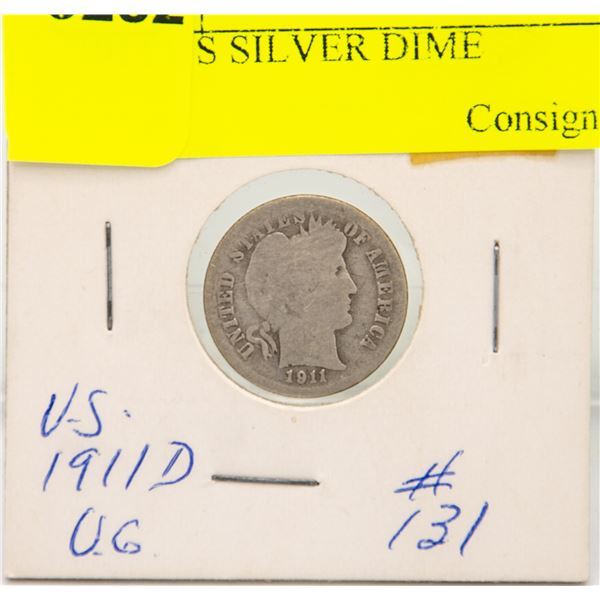 S SILVER DIME
Consign
UNITED STATES OF AMERICA
1911
U.S.
1911D
V.G
#
131